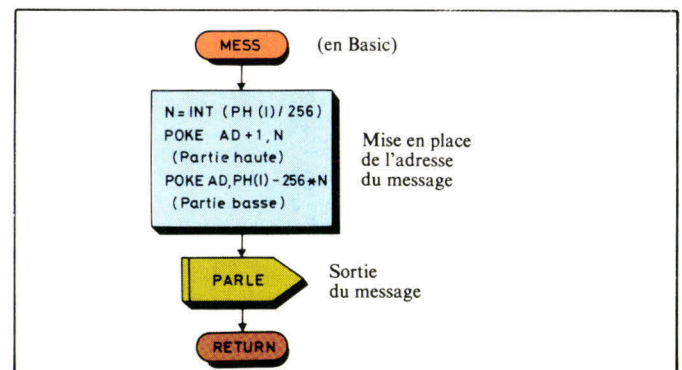 MESS
(en Basic)
N=INT (PH (I)/ 256)
POKE AD+1, N
(Partie haute)
POKE AD,PH(I)-256*N
(Partie basse)
Mise en place
de l'adresse
du message
PARLE
Sortie
du message
RETURN